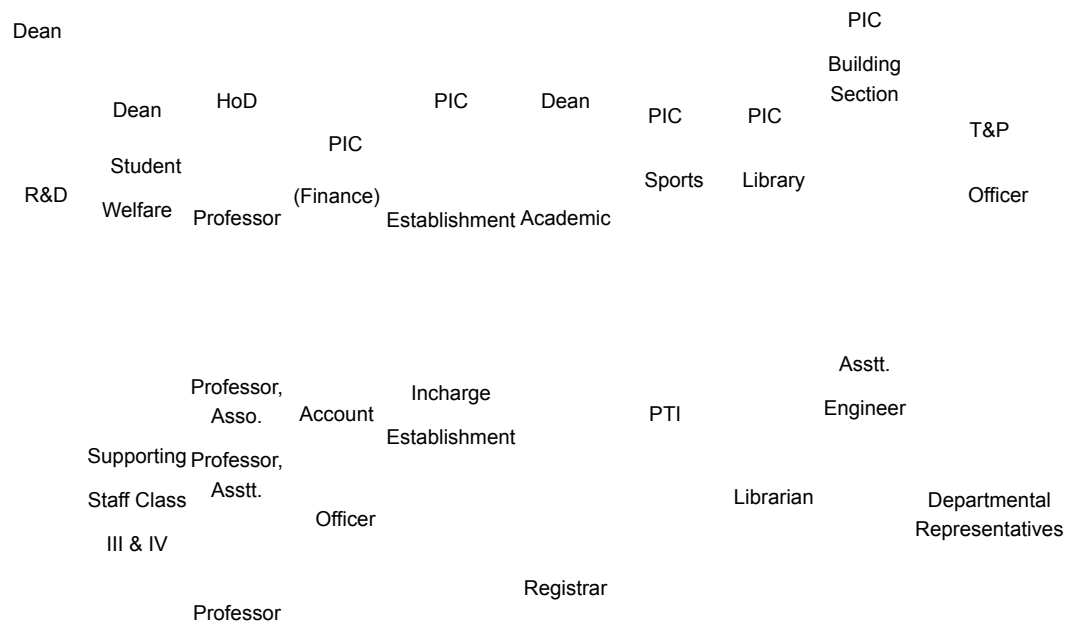 Dean
R&D
Dean
Student
Welfare
HoD
Professor
PIC
(Finance)
PIC
Establishment
Dean
Academic
PIC
Sports
PIC
Library
PIC
Building
Section
T&P
Officer
Supporting
Staff Class
III & IV
Professor,
Asso.
Professor,
Asstt.
Professor
Account
Officer
Incharge
Establishment
Registrar
PTI
Librarian
Asstt.
Engineer
Departmental
Representatives